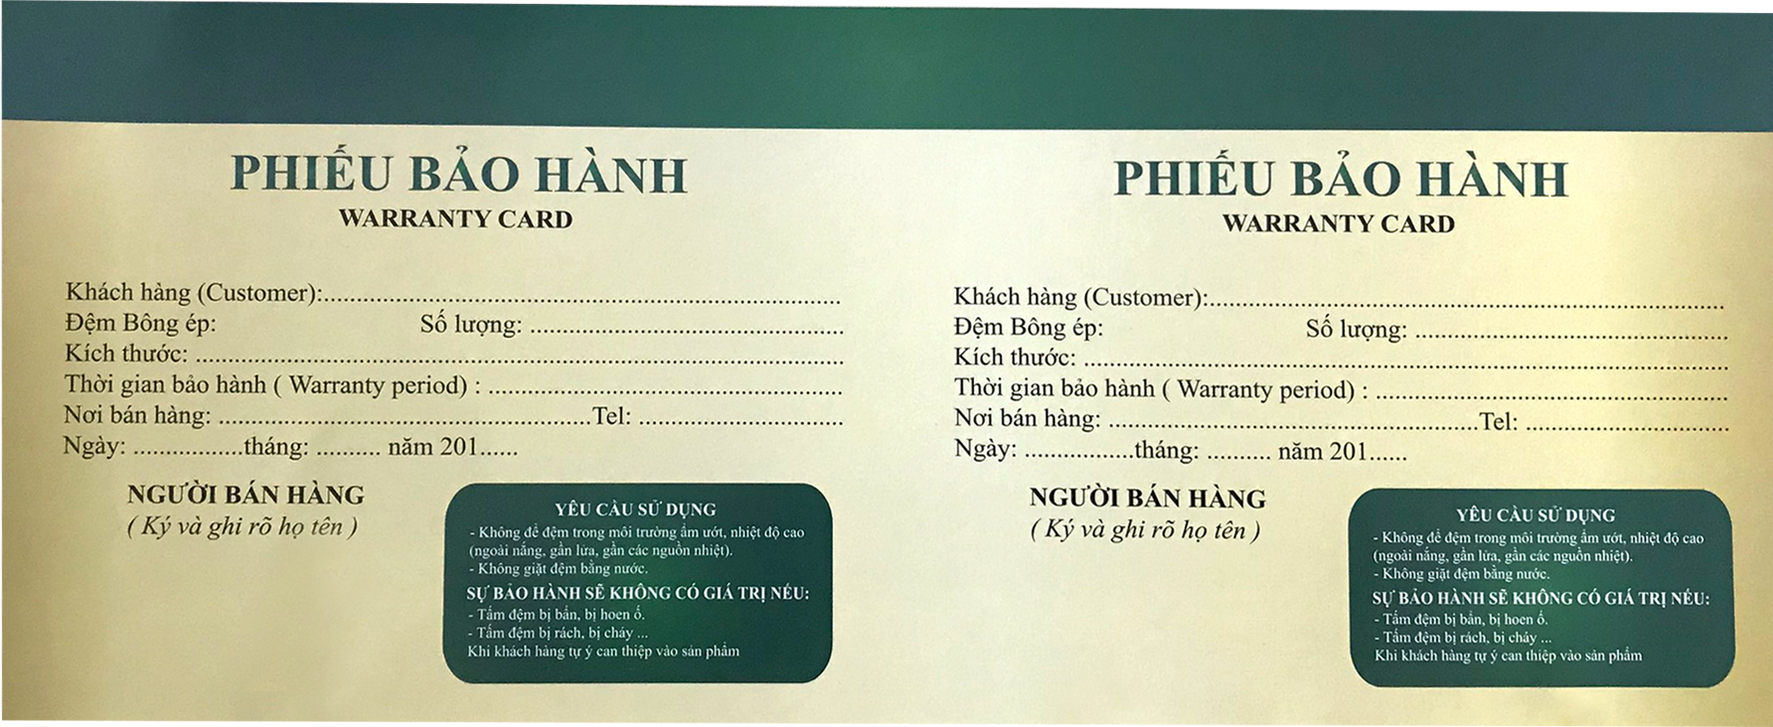 PHIẾU BẢO HÀNH
WARRANTY CARD
Khách hàng (Customer):................................................................................
Đệm Bông ép: Số lượng: ................................................
Kích thước: ....................................................................................................
Thời gian bảo hành ( Warranty period) : ......................................................
Nơi bán hàng: .........................................................Tel: ...............................
Ngày: .................tháng: .......... năm 201......
NGƯỜI BÁN HÀNG
( Ký và ghi rõ họ tên )
YÊU CẦU SỬ DỤNG
- Không để đệm trong môi trường ẩm ướt, nhiệt độ cao
(ngoài nắng, gần lửa, gần các nguồn nhiệt).
- Không giặt đệm bằng nước.
SỰ BẢO HÀNH SẼ KHÔNG CÓ GIÁ TRỊ NẾU:
- Tấm đệm bị bẩn, bị hoen ố.
- Tấm đệm bị rách, bị cháy ...
Khi khách hàng tự ý can thiệp vào sản phẩm
PHIẾU BẢO HÀNH
WARRANTY CARD
Khách hàng (Customer):................................................................................
Đệm Bông ép: Số lượng: ................................................
Kích thước: ....................................................................................................
Thời gian bảo hành ( Warranty period) : ......................................................
Nơi bán hàng: .........................................................Tel: ...............................
Ngày: .................tháng: .......... năm 201......
NGƯỜI BÁN HÀNG
( Ký và ghi rõ họ tên )
YÊU CẦU SỬ DỤNG
- Không để đệm trong môi trường ẩm ướt, nhiệt độ cao
(ngoài nắng, gần lửa, gần các nguồn nhiệt).
- Không giặt đệm bằng nước.
SỰ BẢO HÀNH SẼ KHÔNG CÓ GIÁ TRỊ NẾU:
- Tấm đệm bị bẩn, bị hoen ố.
- Tấm đệm bị rách, bị cháy ...
Khi khách hàng tự ý can thiệp vào sản phẩm